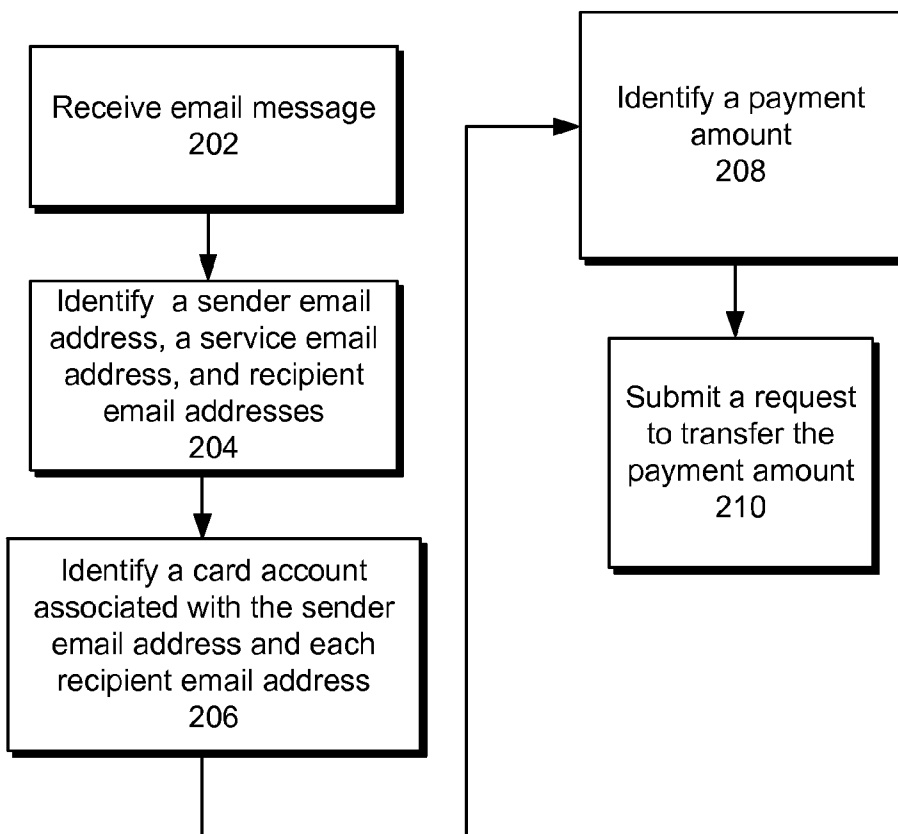 Receive email message
202
Identify a sender email
address, a service email
address, and recipient
email addresses
204
Identify a card account
associated with the sender
email address and each
recipient email address
206
Identify a payment
amount
208
Submit a request
to transfer the
payment amount
210